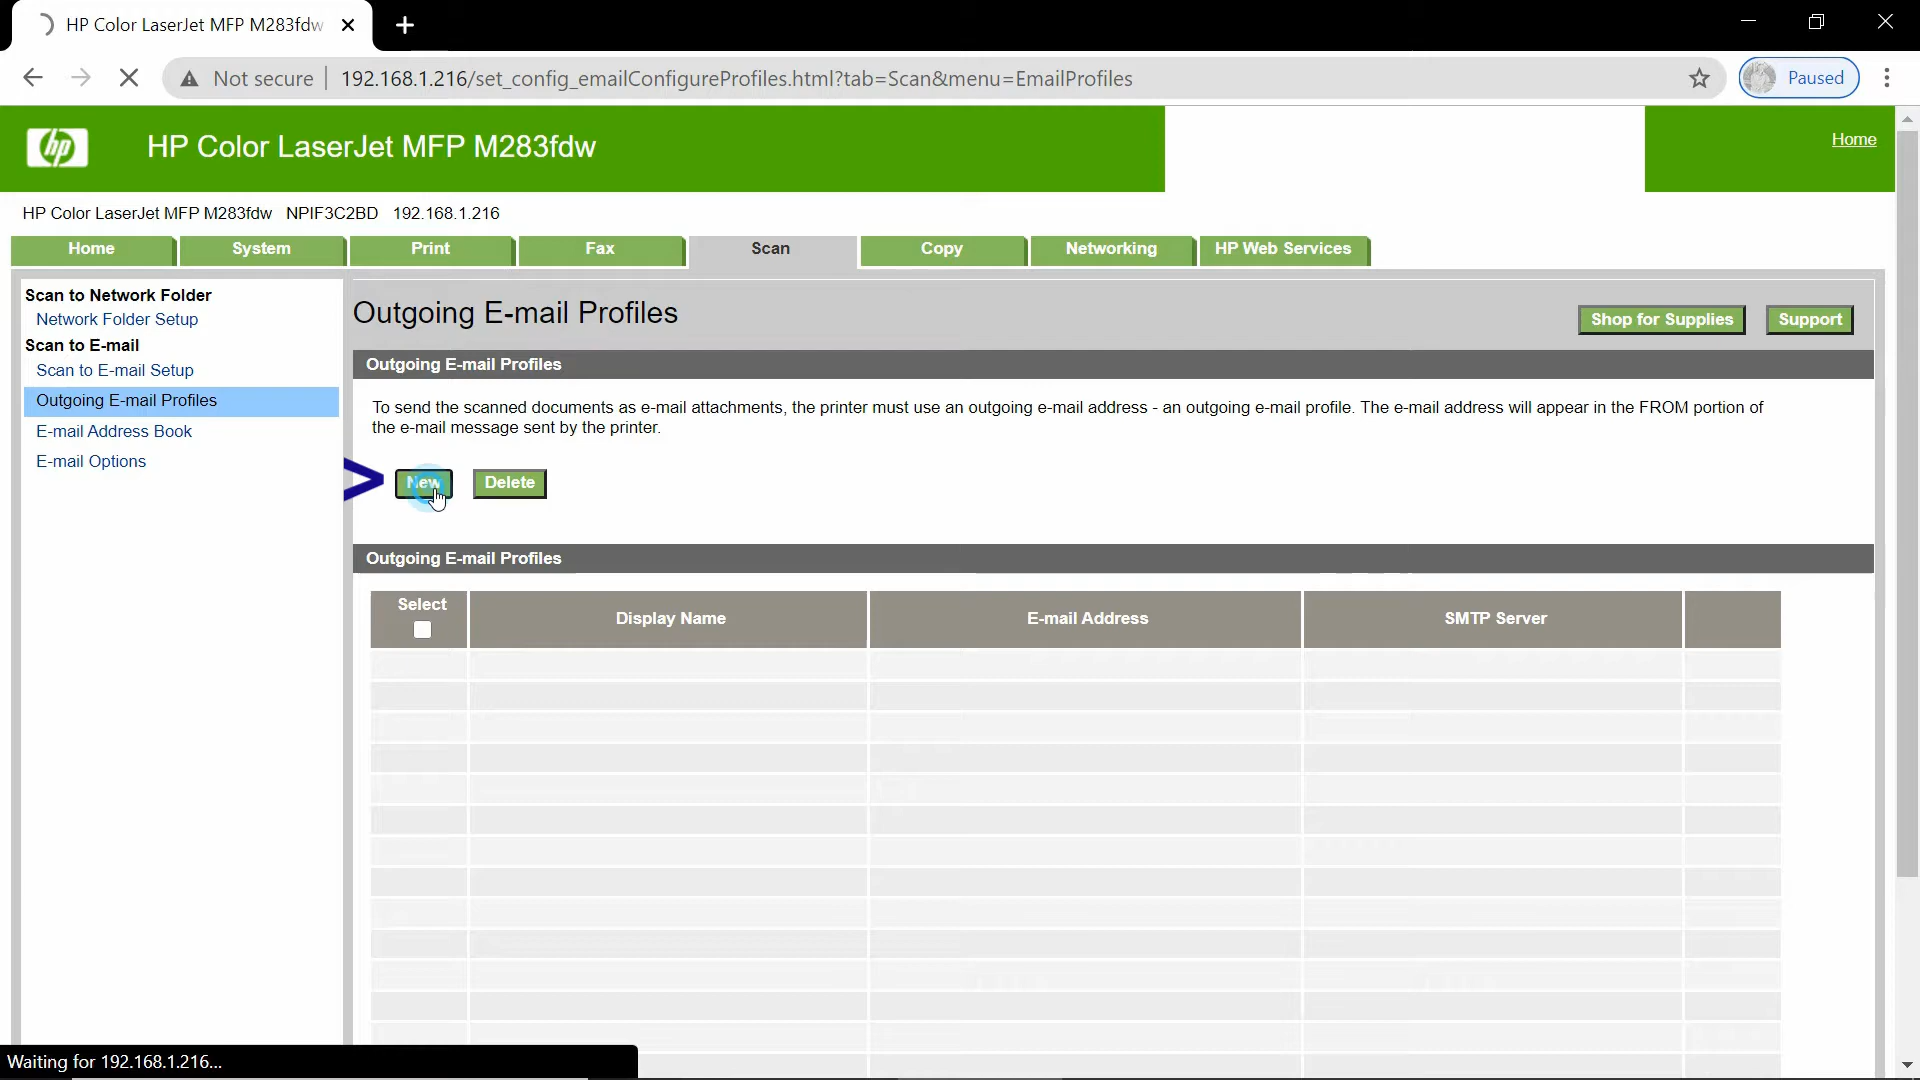 HP Color LaserJet MFP M283fdw
Not secure
192.168.1.216/set_config_emailConfigureProfiles.html?tab=Scan&menu=EmailProfiles
Paused
hp
HP Color LaserJet MFP M283fdw
Home
HP Color LaserJet MFP M283fdw NPIF3C2BD 192.168.1.216
Home System Print Fax Scan Copy Networking HP Web Services
Scan to Network Folder
Network Folder Setup
Scan to E-mail
Scan to E-mail Setup
Outgoing E-mail Profiles
E-mail Address Book
E-mail Options
Outgoing E-mail Profiles
Shop for Supplies
Support
Outgoing E-mail Profiles
To send the scanned documents as e-mail attachments, the printer must use an outgoing e-mail address - an outgoing e-mail profile. The e-mail address will appear in the FROM portion of
the e-mail message sent by the printer.
New
Delete
Outgoing E-mail Profiles
Select
Display Name
E-mail Address
SMTP Server
Waiting for 192.168.1.216...